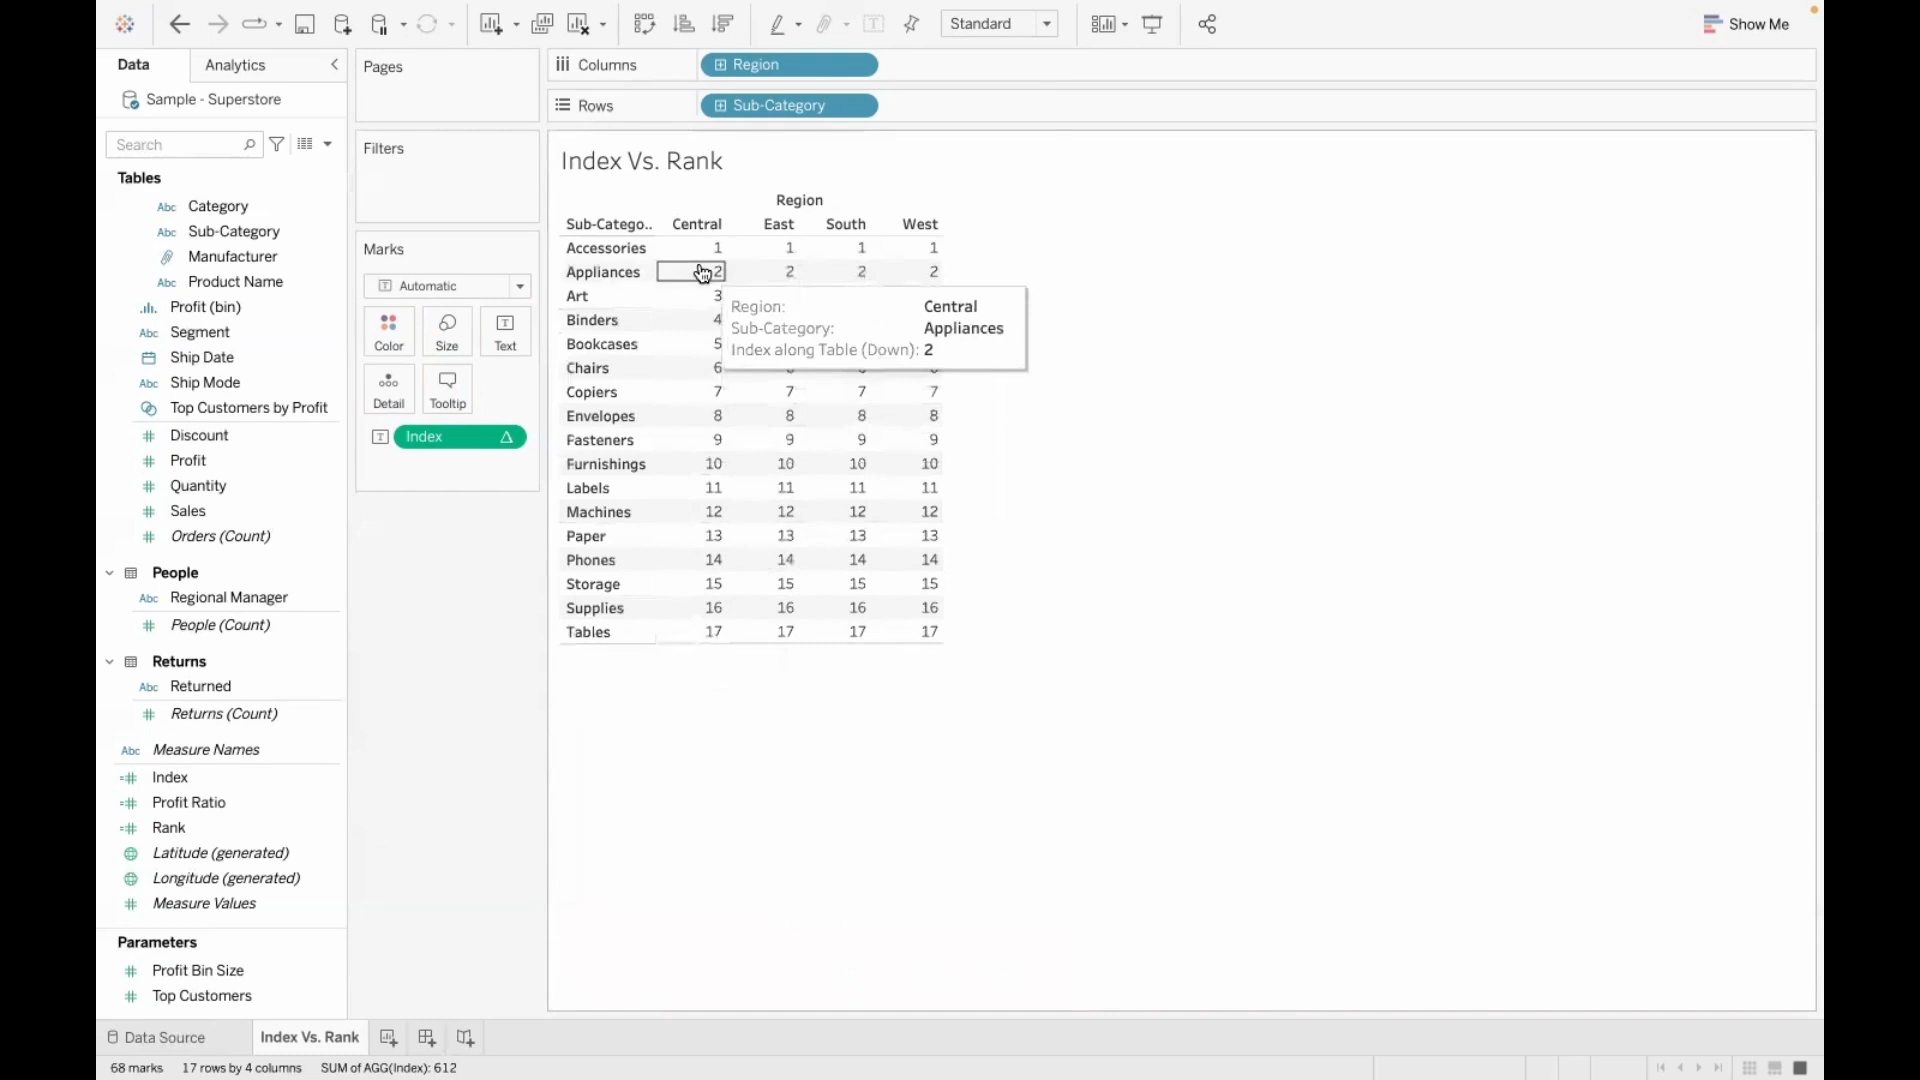 Standard
Show Me
Data
Analytics
Sample - Superstore
Search
Tables
Abc Category
Abc Sub-Category
Manufacturer
Abc Product Name
Profit (bin)
Abc Segment
Ship Date
Abc Ship Mode
Top Customers by Profit
# Discount
# Profit
# Quantity
# Sales
# Orders (Count)
People
Abc Regional Manager
# People (Count)
Returns
Abc Returned
# Returns (Count)
Abc Measure Names
=# Index
=# Profit Ratio
=# Rank
Latitude (generated)
Longitude (generated)
# Measure Values
Parameters
# Profit Bin Size
# Top Customers
Pages
Filters
Marks
T Automatic
Color Size Text
Detail Tooltip
T Index Δ
Columns Region
Rows Sub-Category
Index Vs. Rank
Region
Sub-Catego.. Central East South West
Accessories 1 1 1 1
Appliances 2 2 2 2
Art 3
Binders 4
Bookcases 5
Chairs 6
Copiers 7 7 7 7
Envelopes 8 8 8 8
Fasteners 9 9 9 9
Furnishings 10 10 10 10
Labels 11 11 11 11
Machines 12 12 12 12
Paper 13 13 13 13
Phones 14 14 14 14
Storage 15 15 15 15
Supplies 16 16 16 16
Tables 17 17 17 17
Region: Central
Sub-Category: Appliances
Index along Table (Down): 2
Data Source
Index Vs. Rank
68 marks 17 rows by 4 columns SUM of AGG(Index): 612